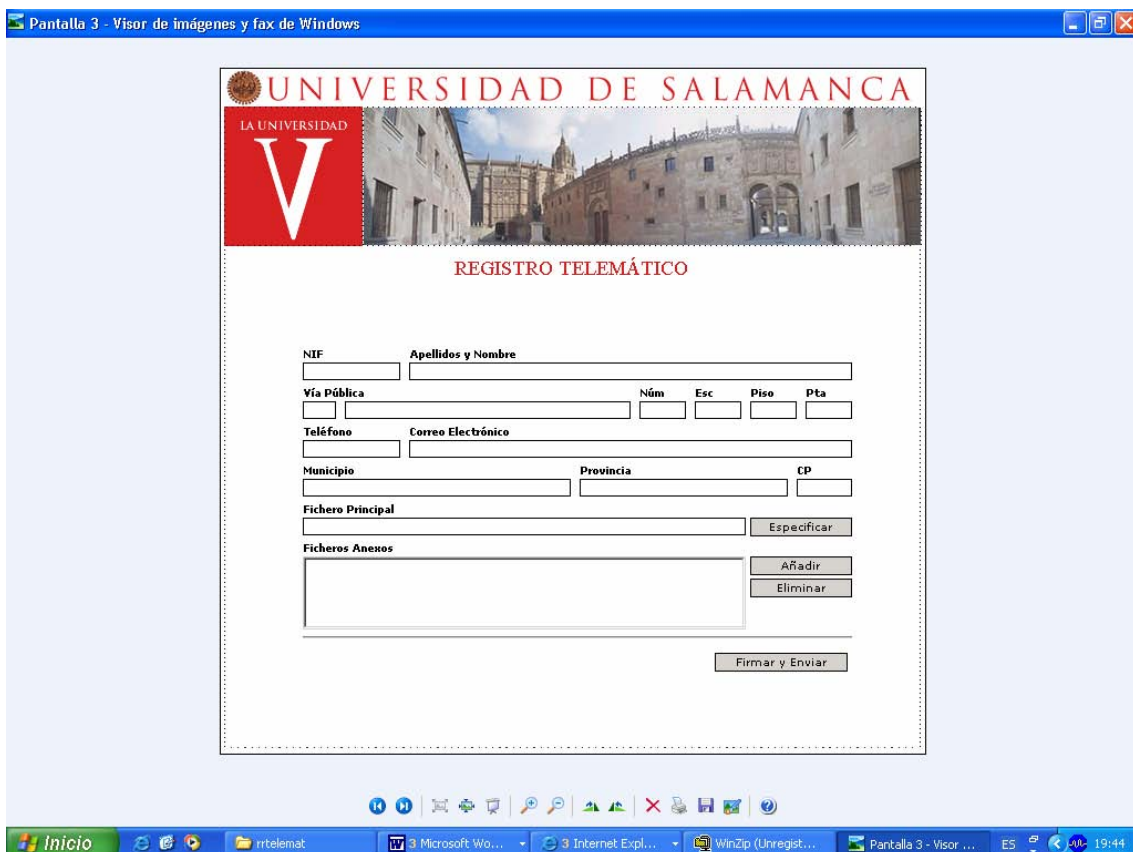 Pantalla 3 - Visor de imágenes y fax de Windows
UNIVERSIDAD DE SALAMANCA
LA UNIVERSIDAD
V
REGISTRO TELEMÁTICO
NIF Apellidos y Nombre
Vía Pública Núm Esc Piso Pta
Teléfono Correo Electrónico
Municipio Provincia CP
Fichero Principal
Especificar
Ficheros Anexos
Añadir
Eliminar
Firmar y Enviar
Inicio rrtelemat 3 Microsoft Wo... 3 Internet Expl... WinZip (Unregist... Pantalla 3 - Visor ... ES 19:44